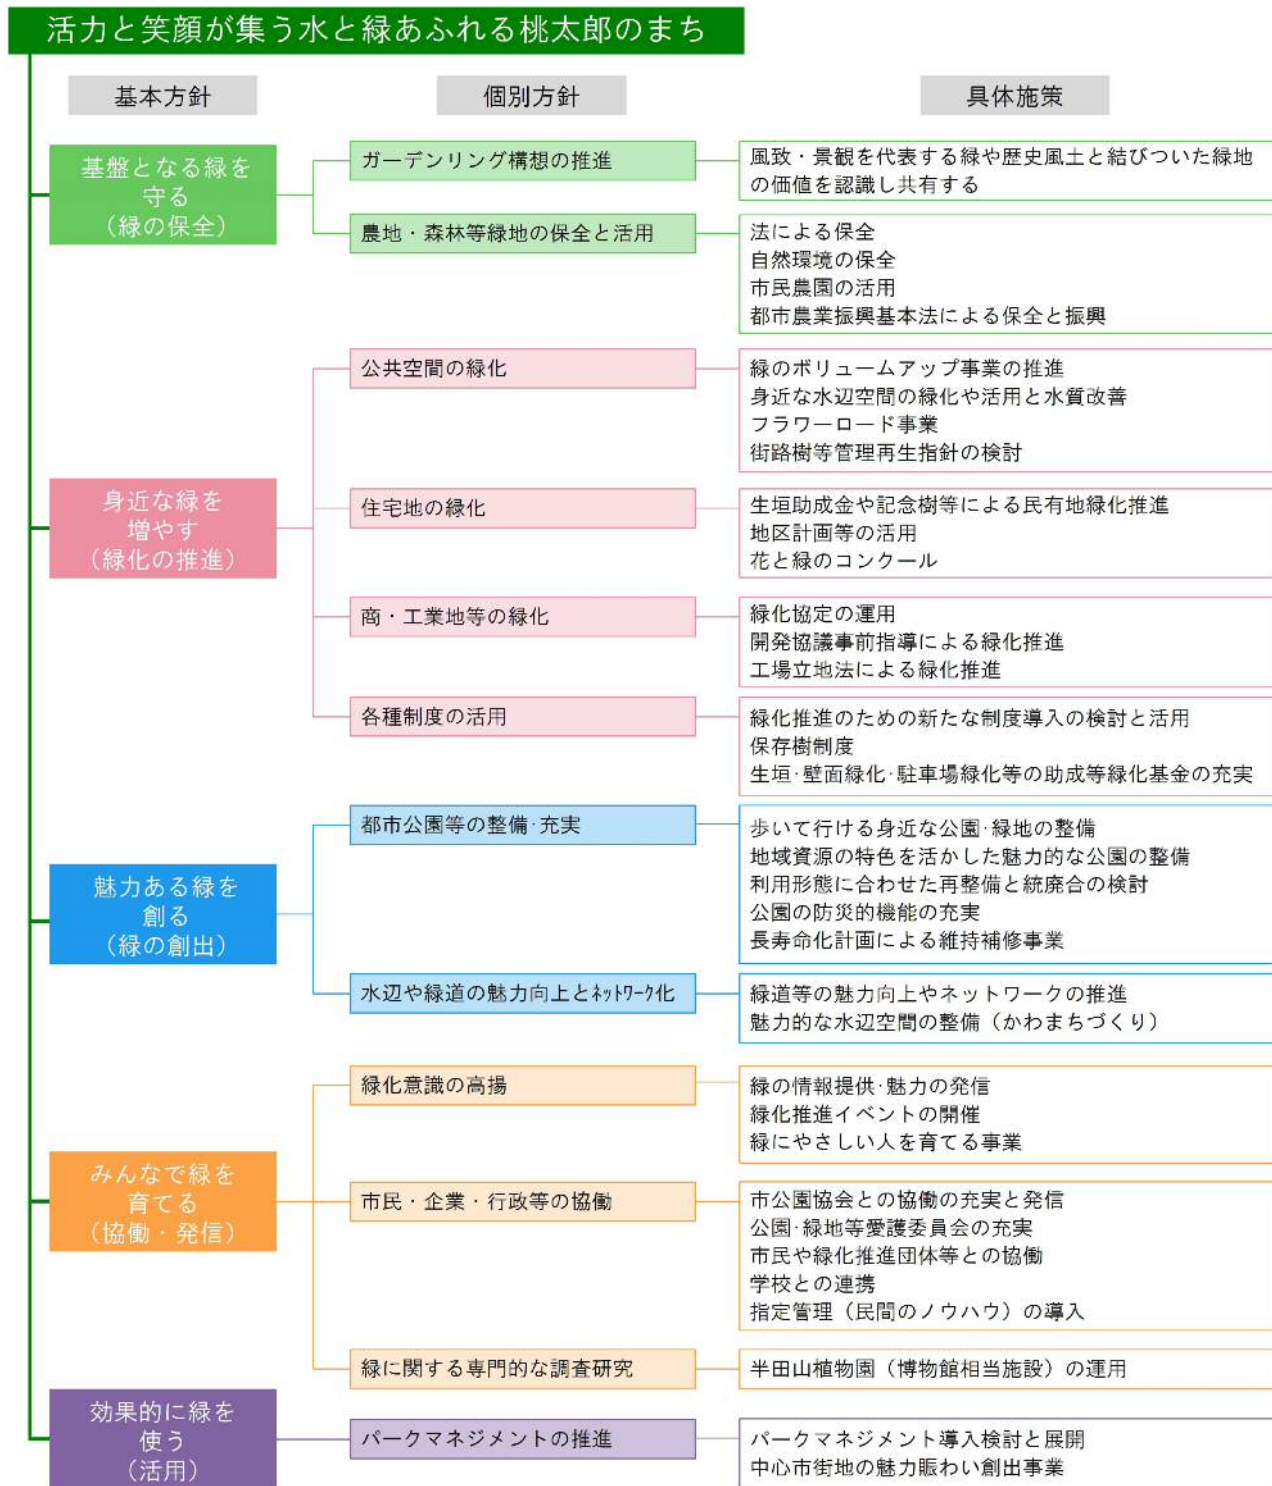 活力と笑顔が集う水と緑あふれる桃太郎のまち
基本方針
個別方針
具体施策
基盤となる緑を
守る
（緑の保全）
ガーデンリング構想の推進
風致・景観を代表する緑や歴史風土と結びついた緑地
の価値を認識し共有する
農地・森林等緑地の保全と活用
法による保全
自然環境の保全
市民農園の活用
都市農業振興基本法による保全と振興
身近な緑を
増やす
（緑化の推進）
公共空間の緑化
緑のボリュームアップ事業の推進
身近な水辺空間の緑化や活用と水質改善
フラワーロード事業
街路樹等管理再生指針の検討
住宅地の緑化
生垣助成金や記念樹等による民有地緑化推進
地区計画等の活用
花と緑のコンクール
商・工業地等の緑化
緑化協定の運用
開発協議事前指導による緑化推進
工場立地法による緑化推進
各種制度の活用
緑化推進のための新たな制度導入の検討と活用
保存樹制度
生垣･壁面緑化･駐車場緑化等の助成等緑化基金の充実
魅力ある緑を
創る
（緑の創出）
都市公園等の整備･充実
歩いて行ける身近な公園･緑地の整備
地域資源の特色を活かした魅力的な公園の整備
利用形態に合わせた再整備と統廃合の検討
公園の防災的機能の充実
長寿命化計画による維持補修事業
水辺や緑道の魅力向上とﾈｯﾄﾜｰｸ化
緑道等の魅力向上やネットワークの推進
魅力的な水辺空間の整備（かわまちづくり）
みんなで緑を
育てる
（協働・発信）
緑化意識の高揚
緑の情報提供･魅力の発信
緑化推進イベントの開催
緑にやさしい人を育てる事業
市民・企業・行政等の協働
市公園協会との協働の充実と発信
公園･緑地等愛護委員会の充実
市民や緑化推進団体等との協働
学校との連携
指定管理（民間のノウハウ）の導入
緑に関する専門的な調査研究
半田山植物園（博物館相当施設）の運用
効果的に緑を
使う
（活用）
パークマネジメントの推進
パークマネジメント導入検討と展開
中心市街地の魅力賑わい創出事業